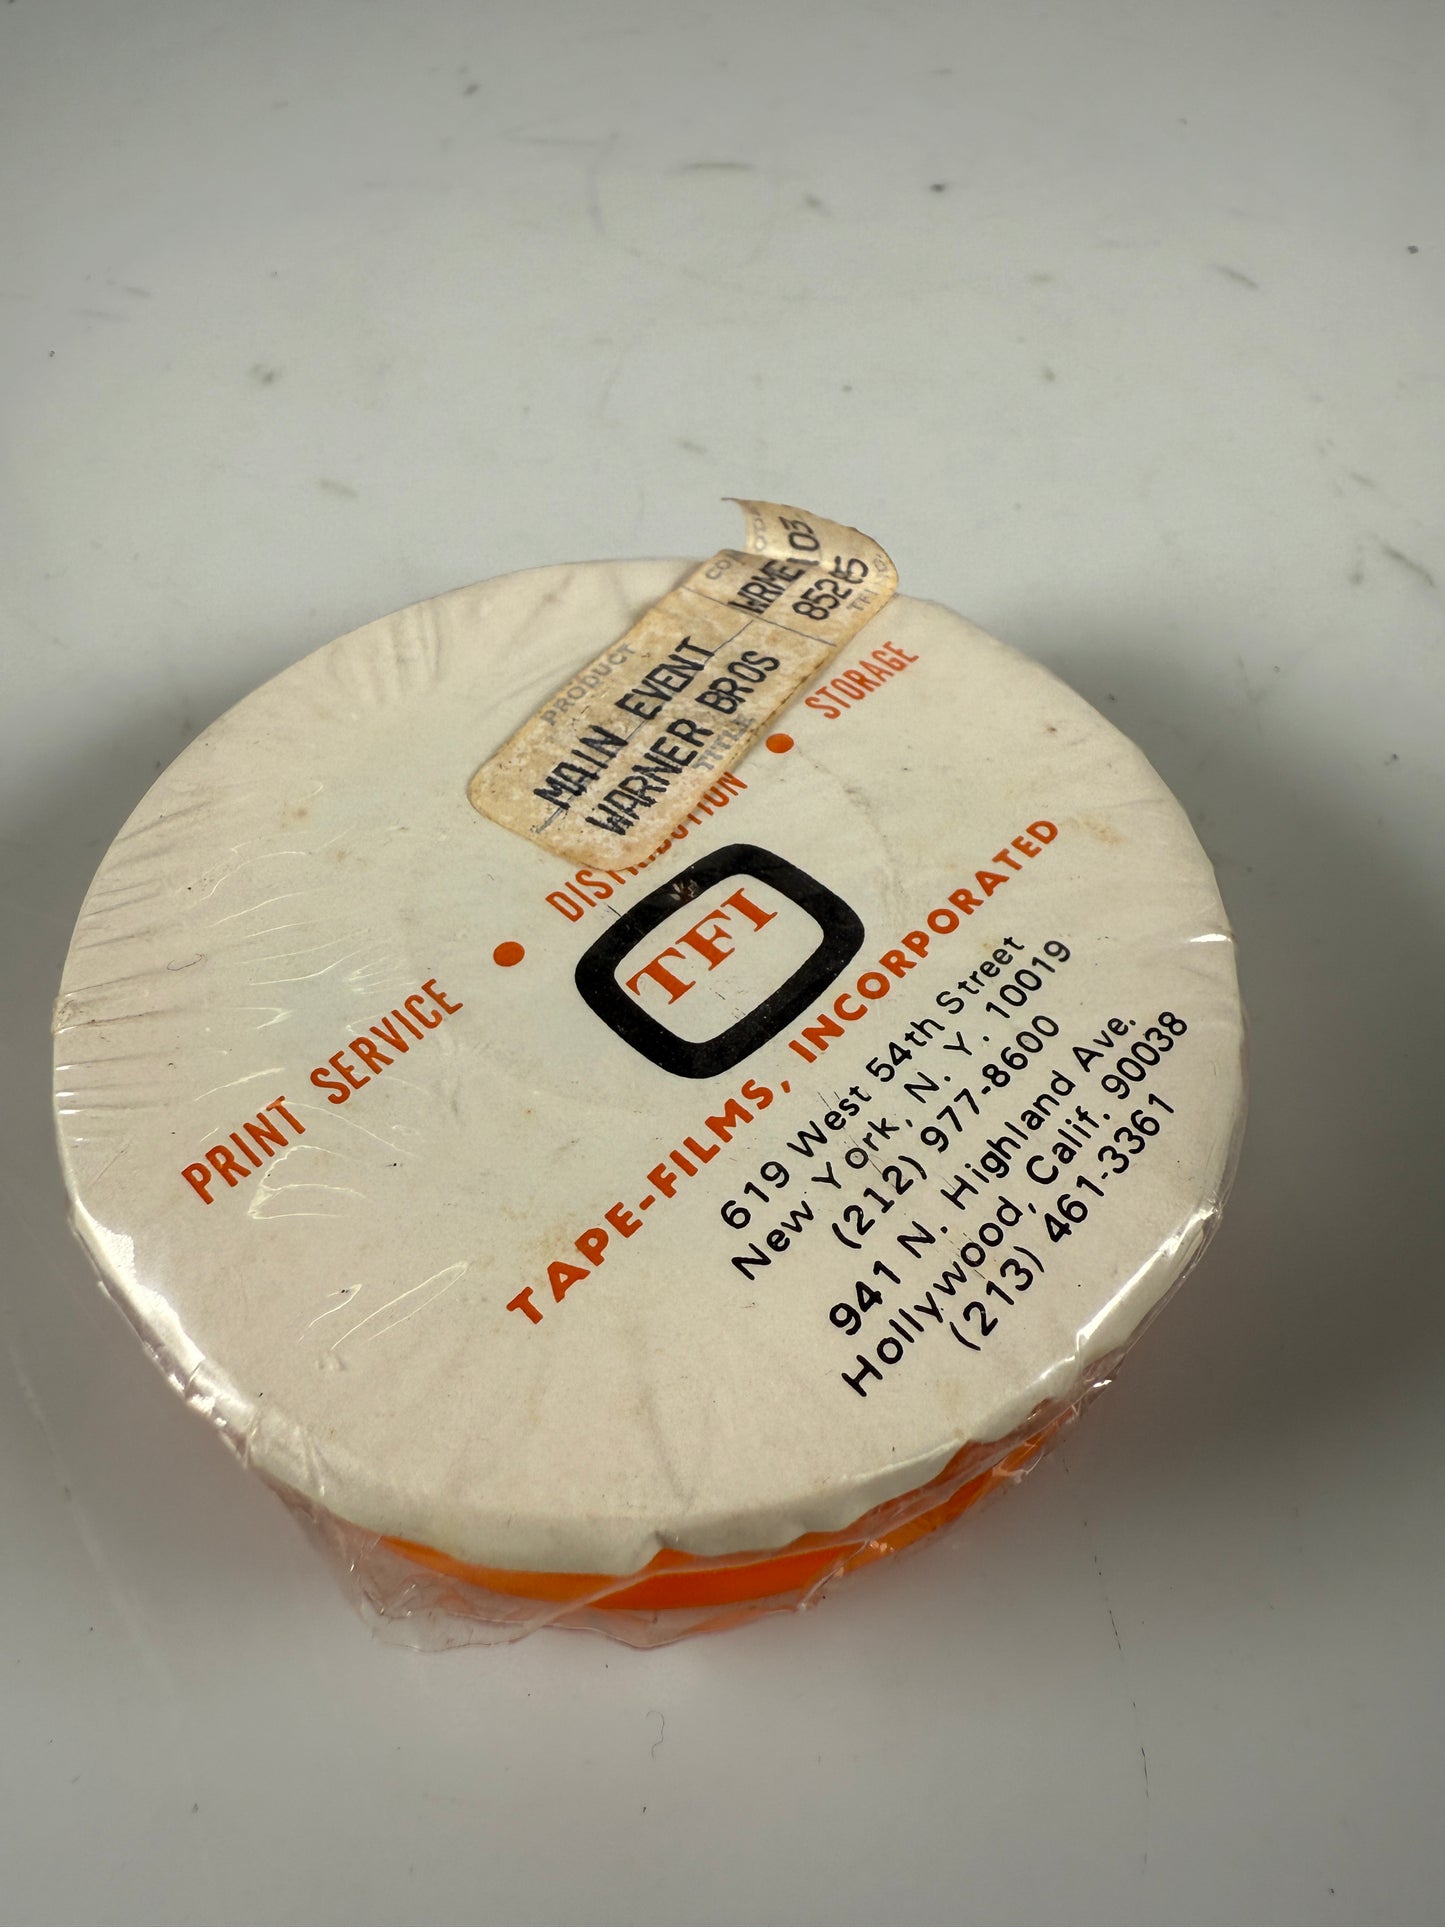 PRODUCT
MAIN EVENT
WARNER BROS
TITLE
WRME 03
TFI
PRINT SERVICE • DISTRIBUTION • STORAGE
TFI
TAPE-FILMS, INCORPORATED
619 West 54th Street
New York, N. Y. 10019
(212) 977-8600
941 N. Highland Ave.
Hollywood, Calif. 90038
(213) 461-3361